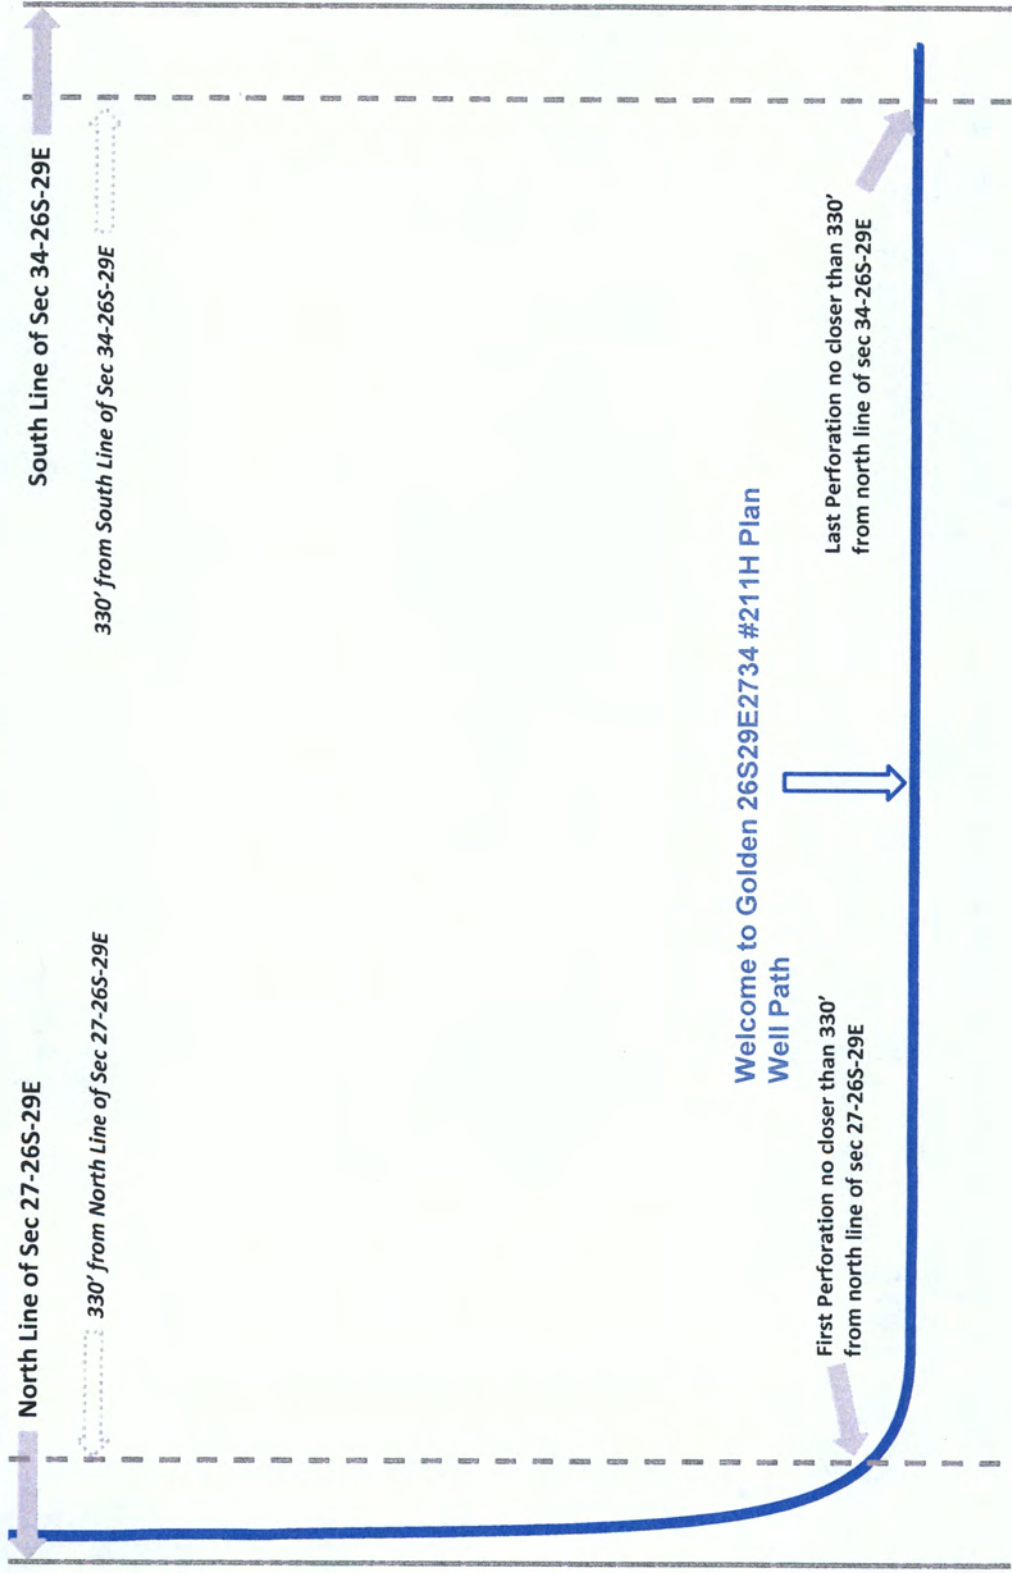 North Line of Sec 27-26S-29E
South Line of Sec 34-26S-29E
330' from North Line of Sec 27-26S-29E
330' from South Line of Sec 34-26S-29E
Welcome to Golden 26S29E2734 #211H Plan
Well Path
First Perforation no closer than 330'
from north line of sec 27-26S-29E
Last Perforation no closer than 330'
from north line of sec 34-26S-29E